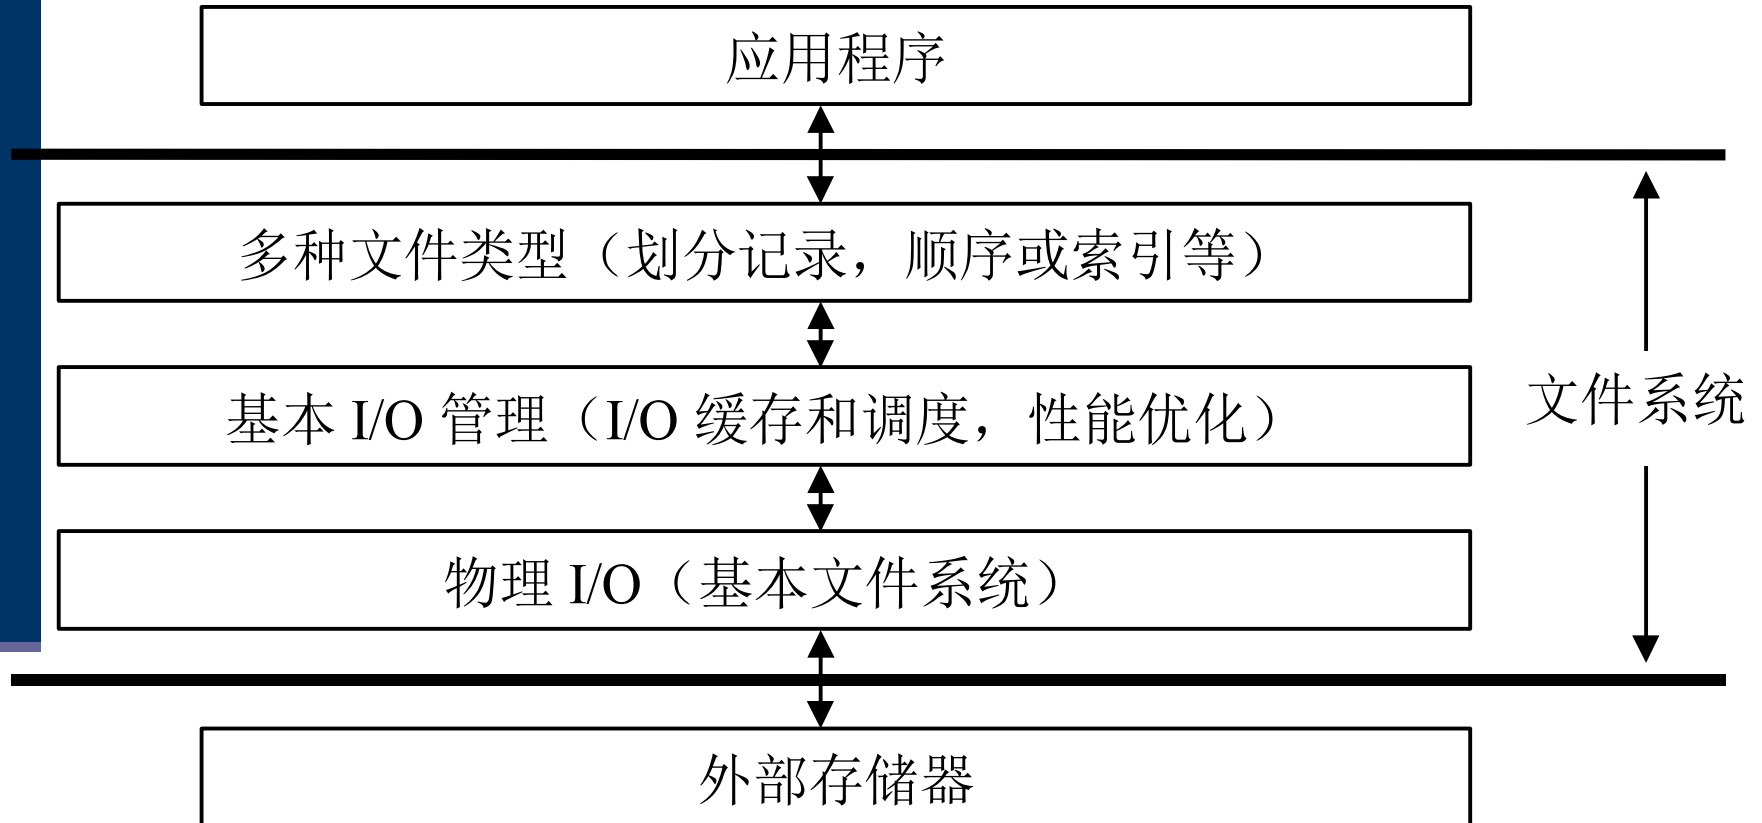 应用程序
多种文件类型（划分记录，顺序或索引等）
基本 I/O 管理（I/O 缓存和调度，性能优化）
文件系统
物理 I/O（基本文件系统）
外部存储器